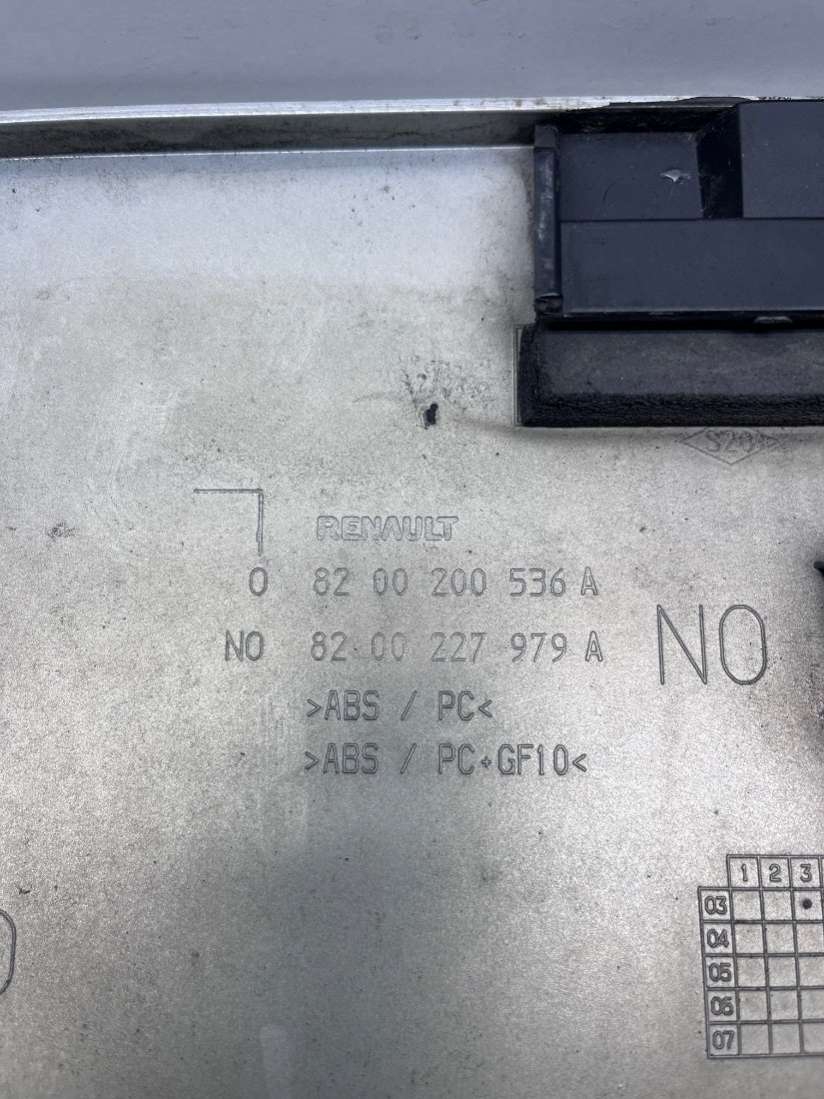 S20
RENAULT
O 82 00 200 536 A
NO 82 00 227 979 A
NO
>ABS / PC<
>ABS / PC+GF10<
1 2 3
03
04
05
06
07